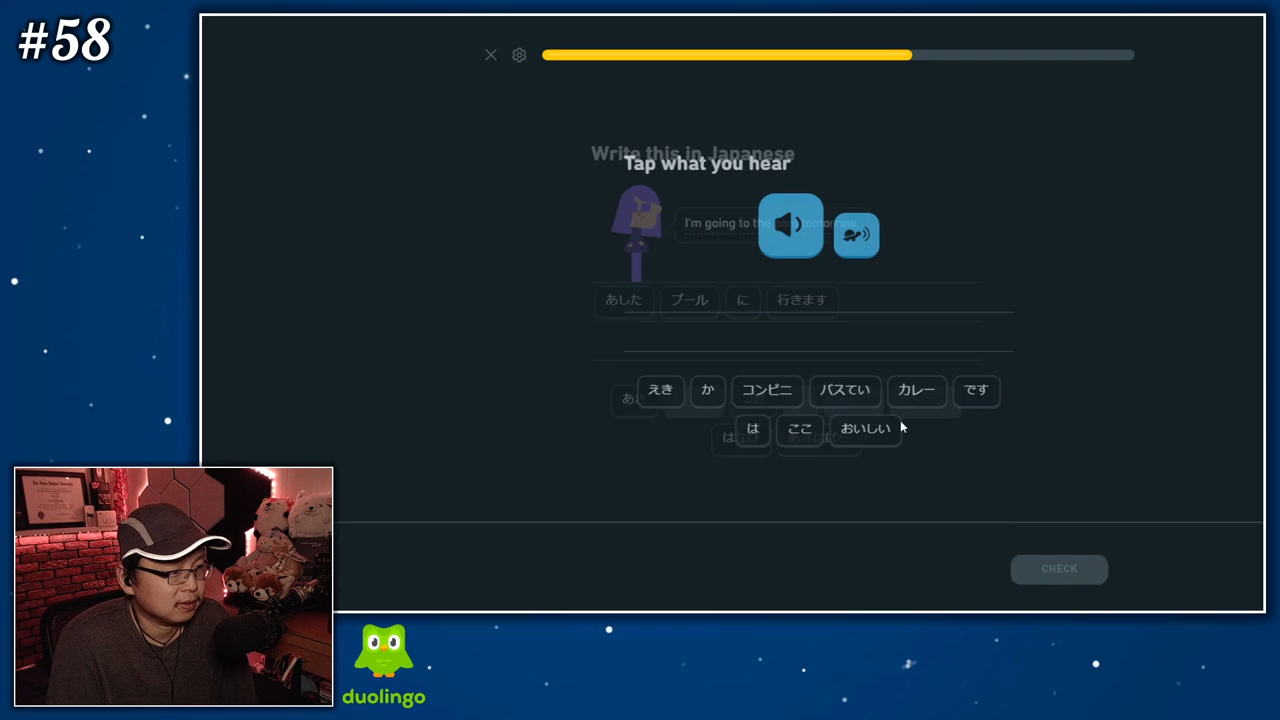 #58
Write this in Japanese
Tap what you hear
I'm going to the
tomorrow
あした プール に 行きます
えき か コンビニ バスてい カレー です
は ここ おいしい
CHECK
duolingo